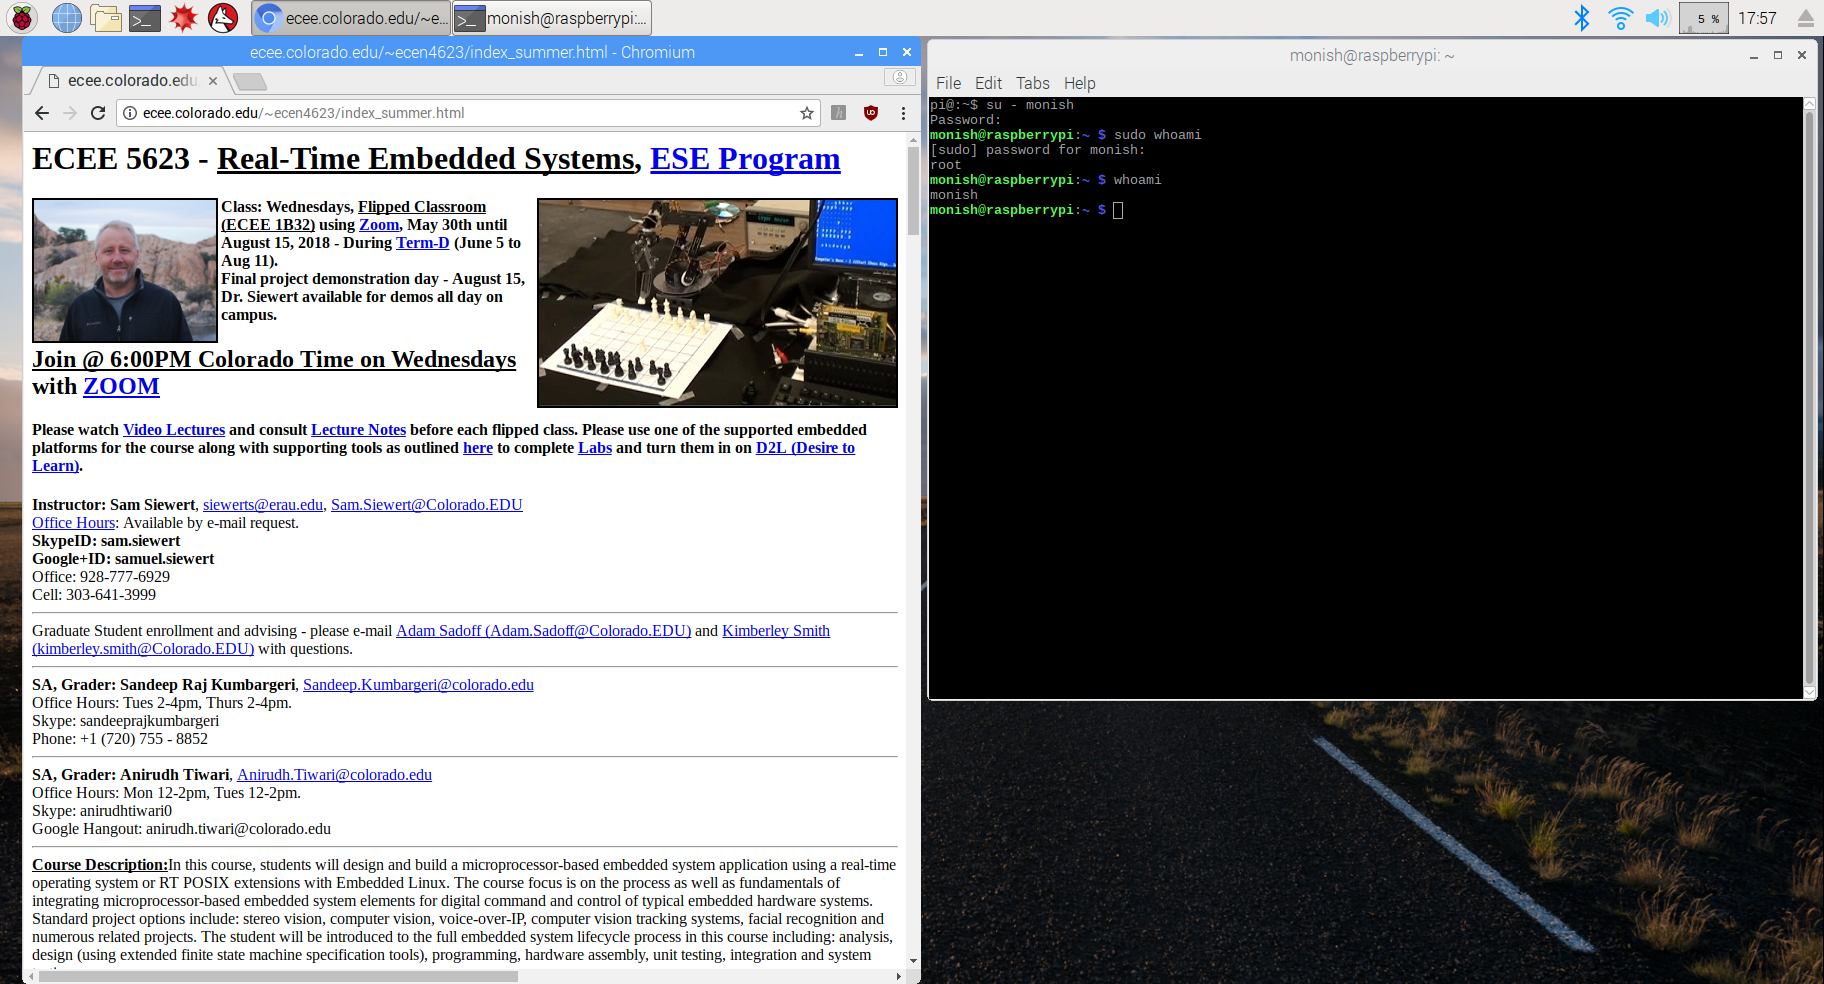 ecee.colorado.edu/~e...
monish@raspberrypi:...
5 %
17:57
ecee.colorado.edu/~ecen4623/index_summer.html - Chromium
ecee.colorado.edu
ecee.colorado.edu/~ecen4623/index_summer.html
ECEE 5623 - Real-Time Embedded Systems, ESE Program
Class: Wednesdays, Flipped Classroom
(ECEE 1B32) using Zoom, May 30th until
August 15, 2018 - During Term-D (June 5 to
Aug 11).
Final project demonstration day - August 15,
Dr. Siewert available for demos all day on
campus.
Join @ 6:00PM Colorado Time on Wednesdays
with ZOOM
Please watch Video Lectures and consult Lecture Notes before each flipped class. Please use one of the supported embedded
platforms for the course along with supporting tools as outlined here to complete Labs and turn them in on D2L (Desire to
Learn).
Instructor: Sam Siewert, siewerts@erau.edu, Sam.Siewert@Colorado.EDU
Office Hours: Available by e-mail request.
SkypeID: sam.siewert
Google+ID: samuel.siewert
Office: 928-777-6929
Cell: 303-641-3999
Graduate Student enrollment and advising - please e-mail Adam Sadoff (Adam.Sadoff@Colorado.EDU) and Kimberley Smith
(kimberley.smith@Colorado.EDU) with questions.
SA, Grader: Sandeep Raj Kumbargeri, Sandeep.Kumbargeri@colorado.edu
Office Hours: Tues 2-4pm, Thurs 2-4pm.
Skype: sandeeprajkumbargeri
Phone: +1 (720) 755 - 8852
SA, Grader: Anirudh Tiwari, Anirudh.Tiwari@colorado.edu
Office Hours: Mon 12-2pm, Tues 12-2pm.
Skype: anirudhtiwari0
Google Hangout: anirudh.tiwari@colorado.edu
Course Description:In this course, students will design and build a microprocessor-based embedded system application using a real-time
operating system or RT POSIX extensions with Embedded Linux. The course focus is on the process as well as fundamentals of
integrating microprocessor-based embedded system elements for digital command and control of typical embedded hardware systems.
Standard project options include: stereo vision, computer vision, voice-over-IP, computer vision tracking systems, facial recognition and
numerous related projects. The student will be introduced to the full embedded system lifecycle process in this course including: analysis,
design (using extended finite state machine specification tools), programming, hardware assembly, unit testing, integration and system
monish@raspberrypi: ~
File Edit Tabs Help
pi@:~$ su - monish
Password:
monish@raspberrypi:~ $ sudo whoami
[sudo] password for monish:
root
monish@raspberrypi:~ $ whoami
monish
monish@raspberrypi:~ $